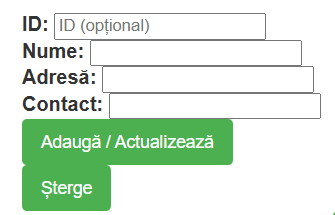 ID: ID (opțional)
Nume:
Adresă:
Contact:
Adaugă / Actualizează
Șterge